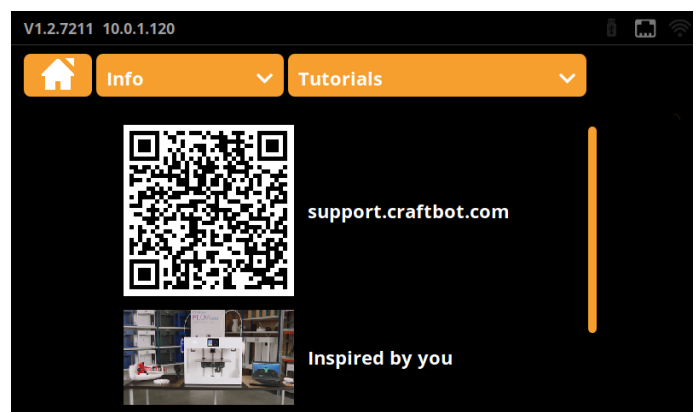 V1.2.7211 10.0.1.120
Info
Tutorials
support.craftbot.com
Inspired by you